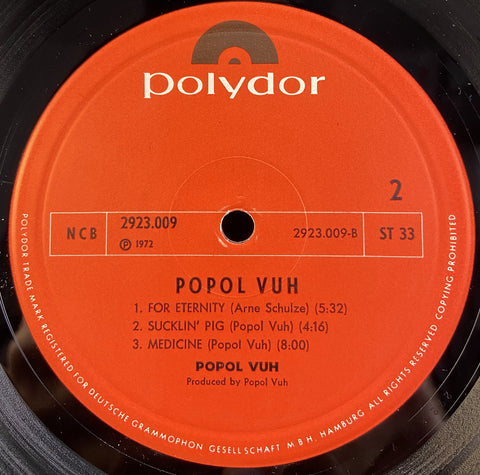 polydor
2
NCB
2923.009
℗ 1972
2923.009-B
ST 33
POPOL VUH
1. FOR ETERNITY (Arne Schulze) (5:32)
2. SUCKLIN' PIG (Popol Vuh) (4:16)
3. MEDICINE (Popol Vuh) (8:00)
POPOL VUH
Produced by Popol Vuh
POLYDOR TRADE MARK REGISTERED FOR DEUTSCHE GRAMMOPHON GESELLSCHAFT M B H, HAMBURG ALL RIGHTS RESERVED COPYING PROHIBITED